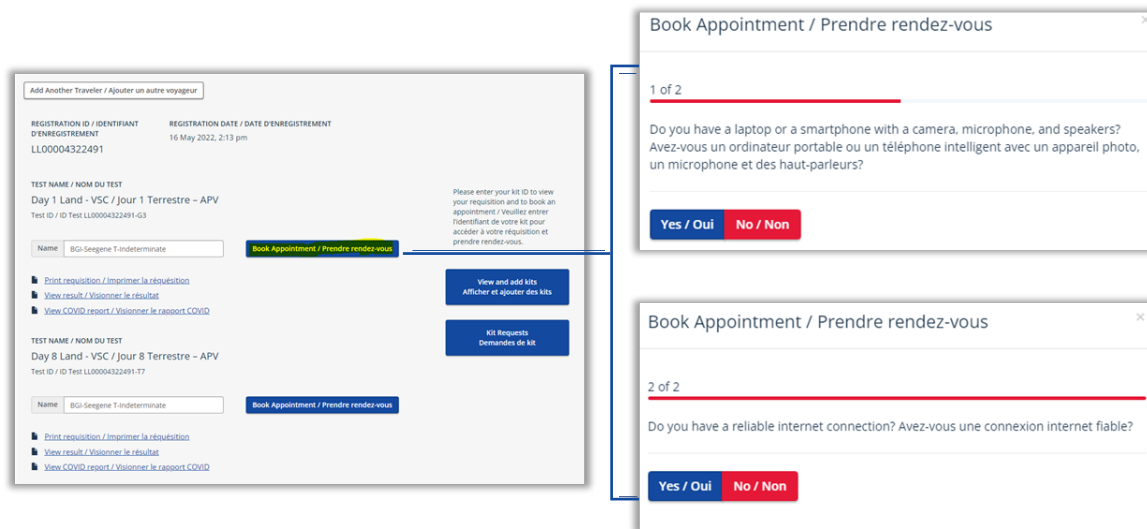 Add Another Traveler / Ajouter un autre voyageur
REGISTRATION ID / IDENTIFIANT
D'ENREGISTREMENT
LL00004322491
REGISTRATION DATE / DATE D'ENREGISTREMENT
16 May 2022, 2:13 pm
TEST NAME / NOM DU TEST
Day 1 Land - VSC / Jour 1 Terrestre – APV
Test ID / ID Test LL00004322491-G3
Name BGI-Seegene T-Indeterminate
Book Appointment / Prendre rendez-vous
Print requisition / Imprimer la réquésition
View result / Visionner le résultat
View COVID report / Visionner le rapport COVID
TEST NAME / NOM DU TEST
Day 8 Land - VSC / Jour 8 Terrestre – APV
Test ID / ID Test LL00004322491-T7
Name BGI-Seegene T-Indeterminate
Book Appointment / Prendre rendez-vous
Print requisition / Imprimer la réquésition
View result / Visionner le résultat
View COVID report / Visionner le rapport COVID
Please enter your kit ID to view
your requisition and to book an
appointment / Veuillez entrer
l'identifiant de votre kit pour
accéder à votre réquisition et
prendre rendez-vous.
View and add kits
Afficher et ajouter des kits
Kit Requests
Demandes de kit
Book Appointment / Prendre rendez-vous
×
1 of 2
Do you have a laptop or a smartphone with a camera, microphone, and speakers?
Avez-vous un ordinateur portable ou un téléphone intelligent avec un appareil photo,
un microphone et des haut-parleurs?
Yes / Oui No / Non
Book Appointment / Prendre rendez-vous
×
2 of 2
Do you have a reliable internet connection? Avez-vous une connexion internet fiable?
Yes / Oui No / Non